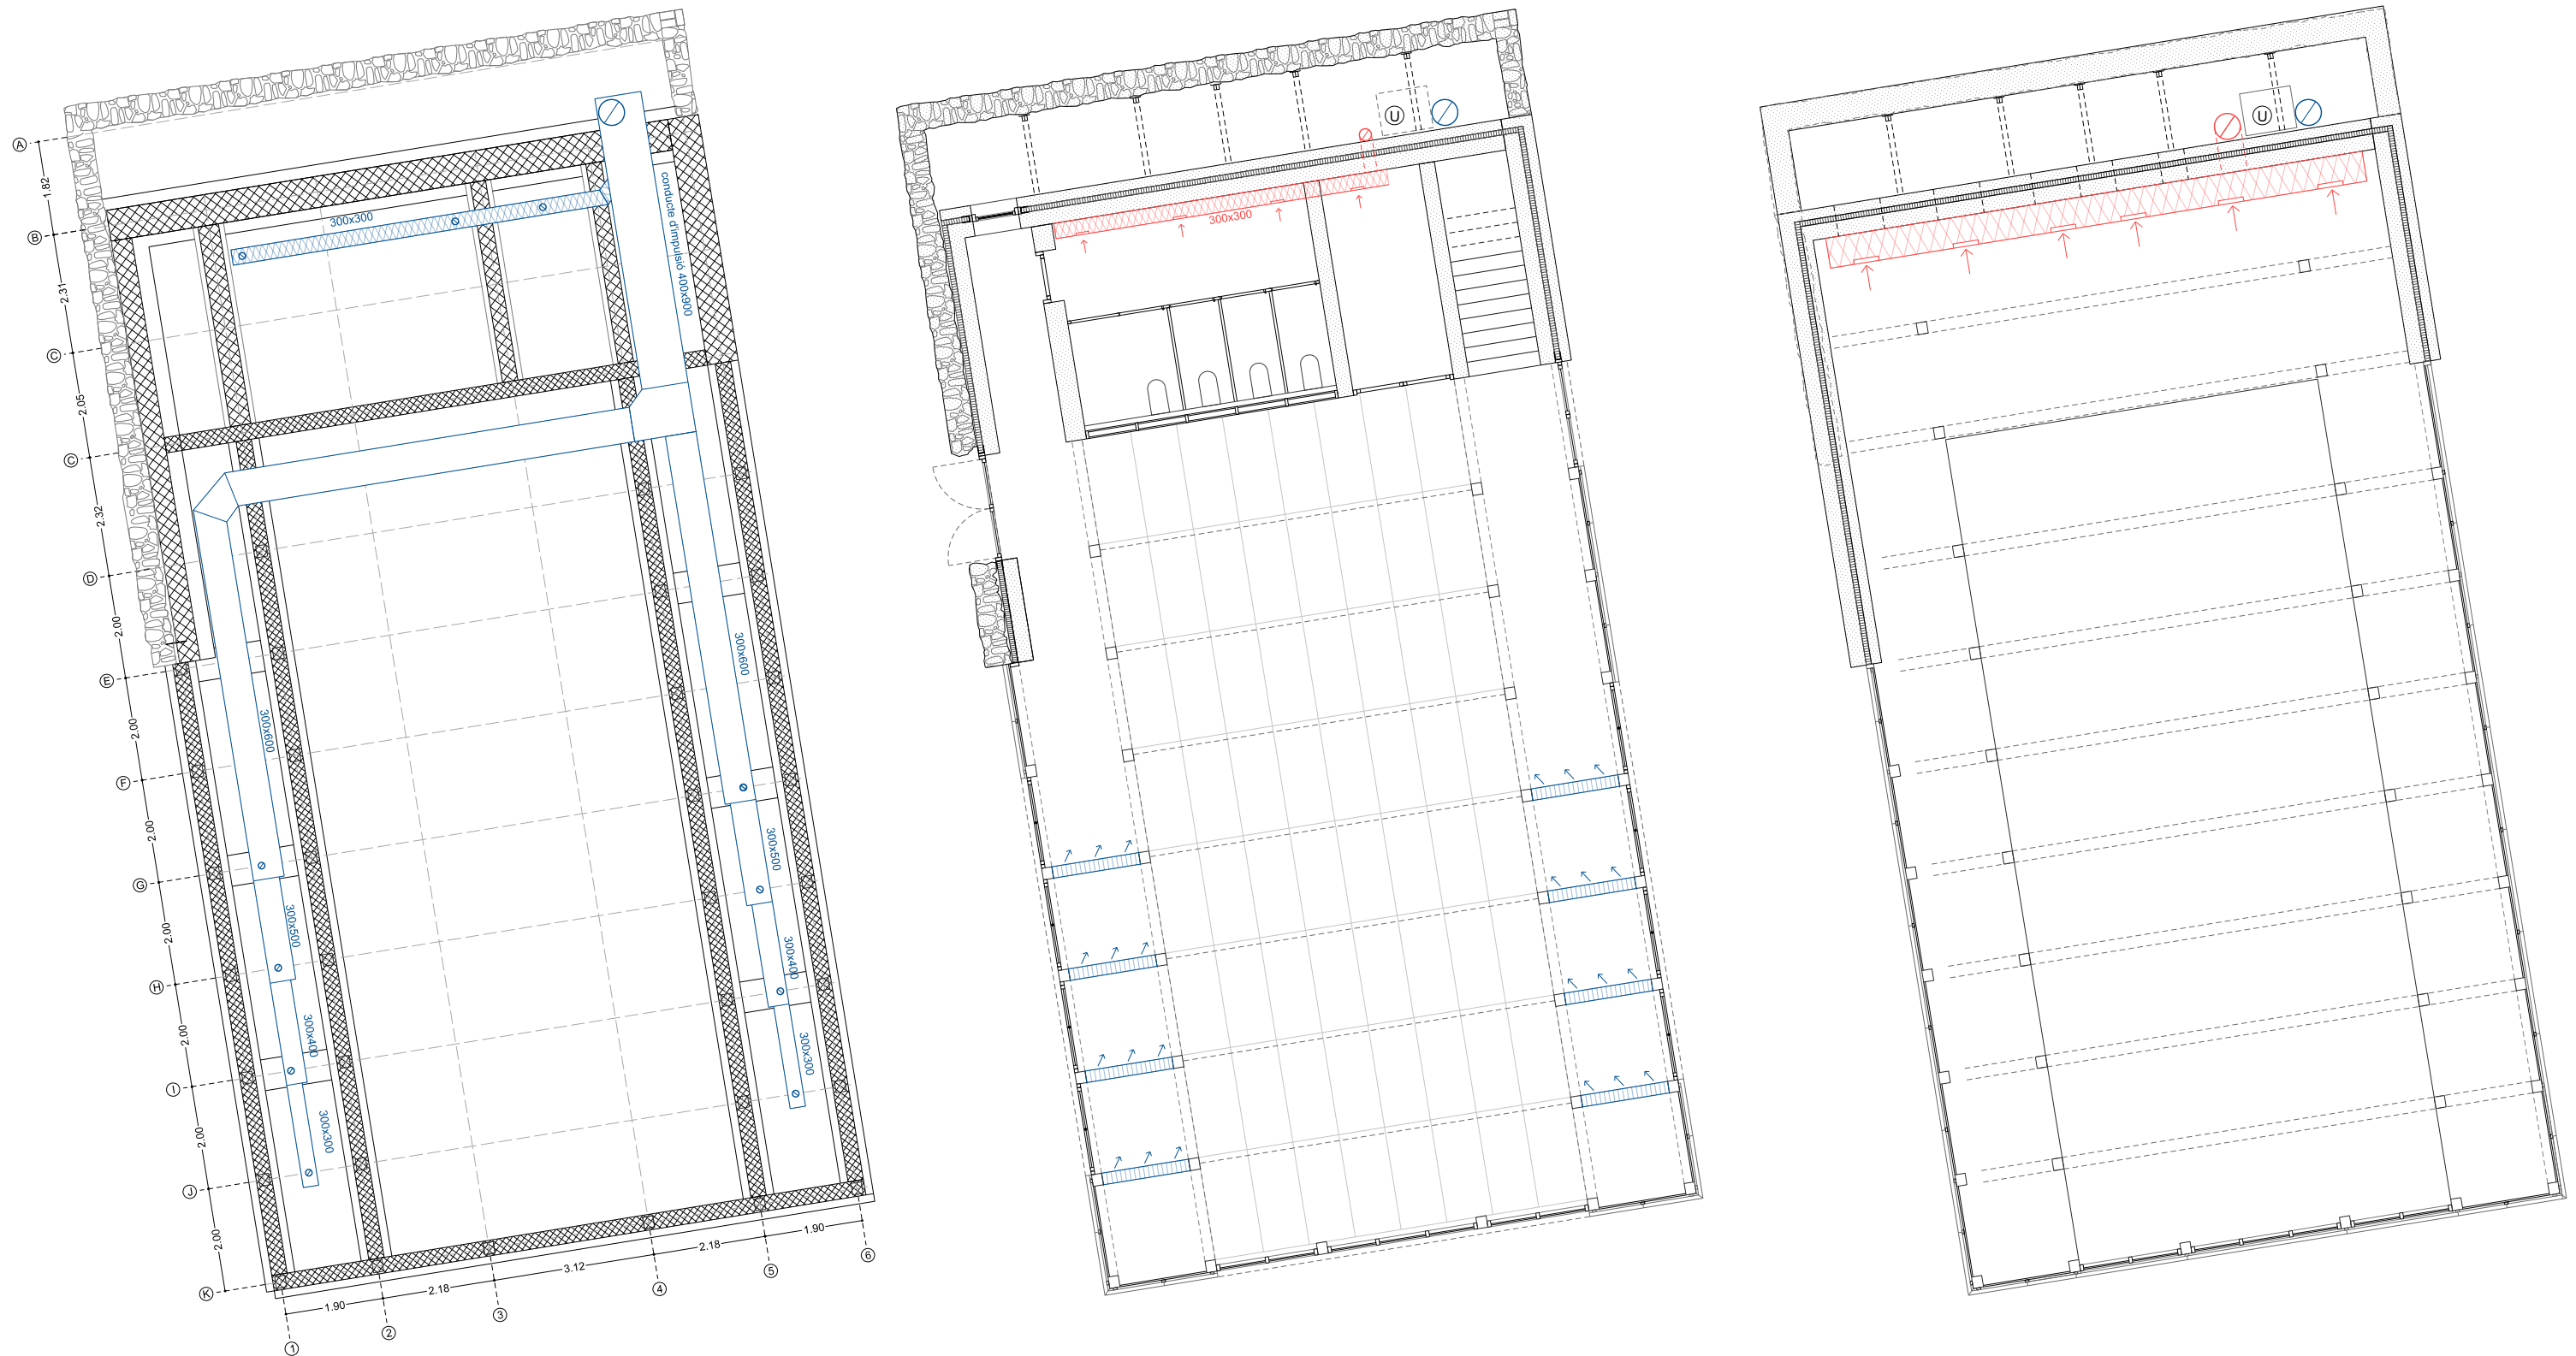 A
1.82
B
2.31
C
2.05
C
2.32
D
2.00
E
2.00
F
2.00
G
2.00
H
2.00
I
2.00
J
2.00
K
1
1.90
2
2.18
3
3.12
4
2.18
5
1.90
6
300x300
conducte d'impulsió 400x900
300x600
300x500
300x400
300x300
300x600
300x500
300x400
300x300
U
300x300
U